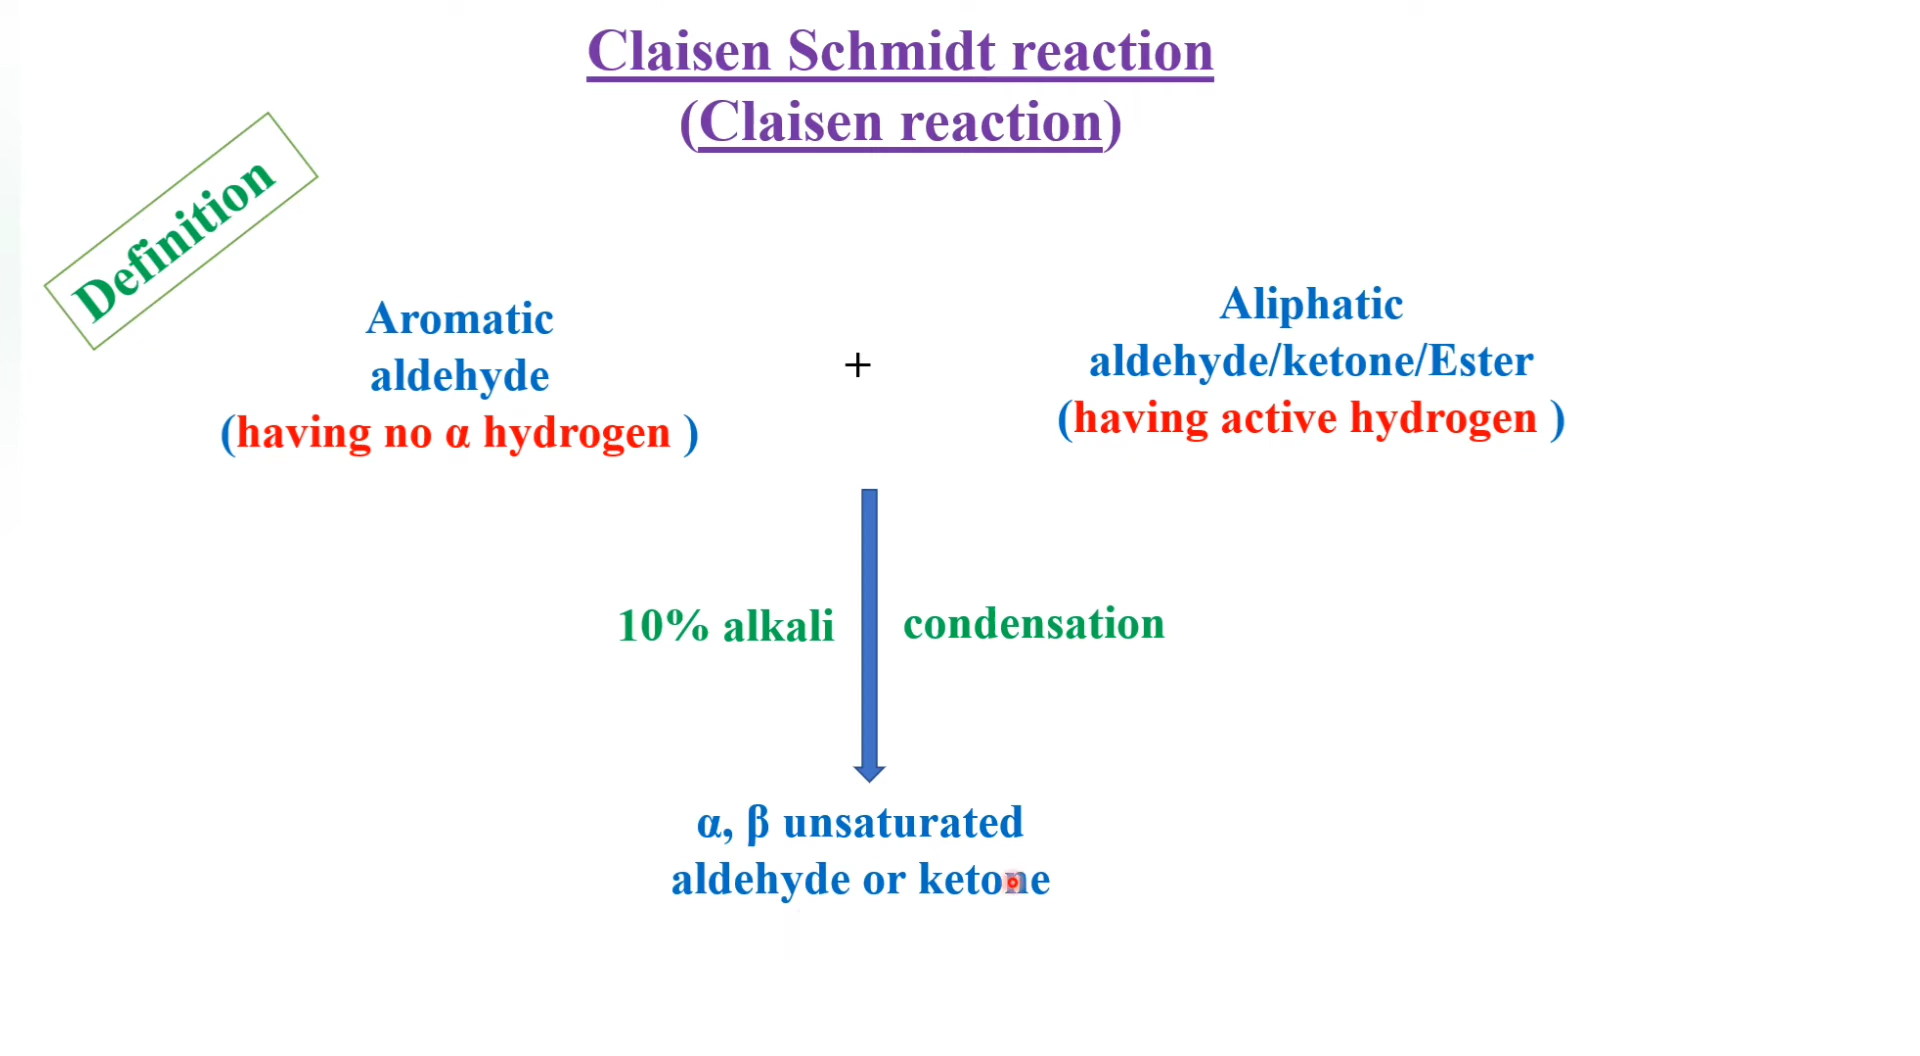 Claisen Schmidt reaction
(Claisen reaction)
Definition
Aromatic
aldehyde
(having no α hydrogen )
+
Aliphatic
aldehyde/ketone/Ester
(having active hydrogen )
10% alkali
condensation
α, β unsaturated
aldehyde or ketone